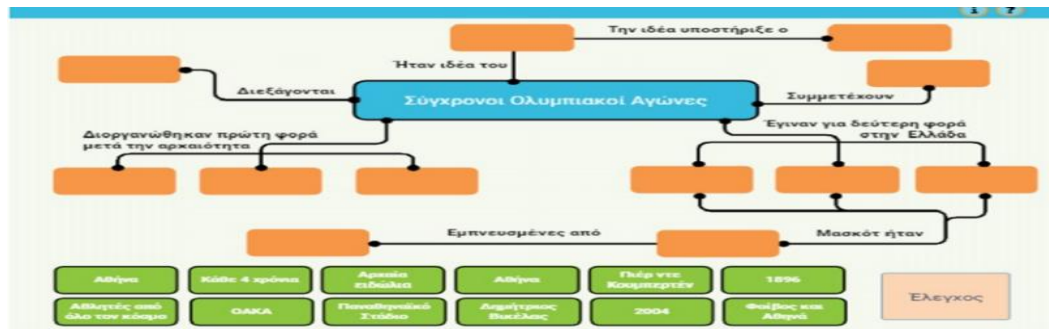 i ?
Την ιδέα υποστήριξε ο
Ήταν ιδέα του
Διεξάγονται
Σύγχρονοι Ολυμπιακοί Αγώνες
Συμμετέχουν
Διοργανώθηκαν πρώτη φορά
μετά την αρχαιότητα
Έγιναν για δεύτερη φορά
στην Ελλάδα
Εμπνευσμένες από
Μασκότ ήταν
Αθήνα
Κάθε 4 χρόνια
Αρχαία
ειδώλια
Αθήνα
Πιέρ ντε
Κουμπερτέν
1896
Αθλητές από
όλο τον κόσμο
ΟΑΚΑ
Παναθηναϊκό
Στάδιο
Δημήτριος
Βικέλας
2004
Φοίβος και
Αθηνά
Έλεγχος